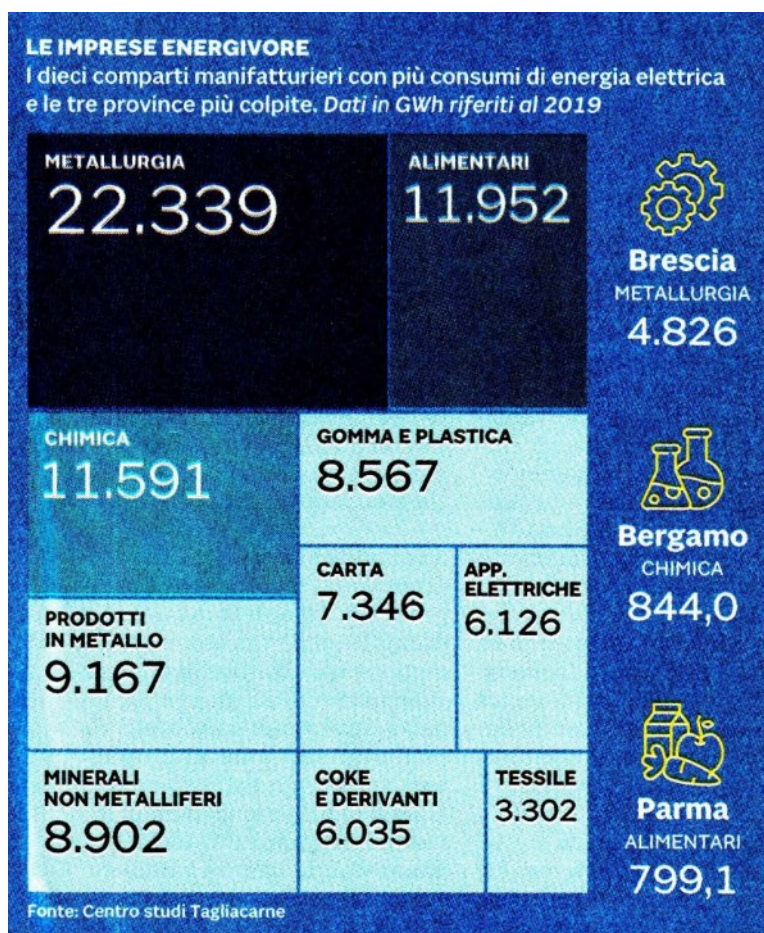 LE IMPRESE ENERGIVORE
I dieci comparti manifatturieri con più consumi di energia elettrica
e le tre province più colpite. Dati in GWh riferiti al 2019
METALLURGIA
22.339
ALIMENTARI
11.952
CHIMICA
11.591
GOMMA E PLASTICA
8.567
CARTA
7.346
APP.
ELETTRICHE
6.126
PRODOTTI
IN METALLO
9.167
MINERALI
NON METALLIFERI
8.902
COKE
E DERIVANTI
6.035
TESSILE
3.302
Brescia
METALLURGIA
4.826
Bergamo
CHIMICA
844,0
Parma
ALIMENTARI
799,1
Fonte: Centro studi Tagliacarne